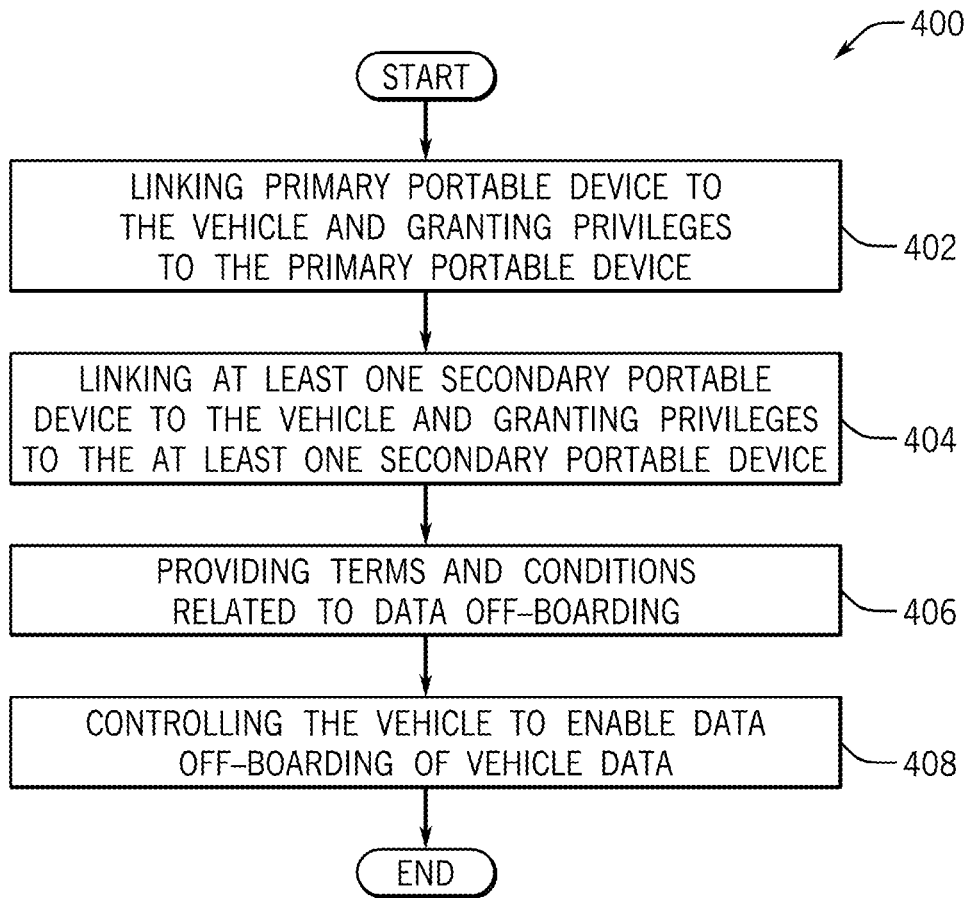 400
START
LINKING PRIMARY PORTABLE DEVICE TO
THE VEHICLE AND GRANTING PRIVILEGES
TO THE PRIMARY PORTABLE DEVICE
402
LINKING AT LEAST ONE SECONDARY PORTABLE
DEVICE TO THE VEHICLE AND GRANTING PRIVILEGES
TO THE AT LEAST ONE SECONDARY PORTABLE DEVICE
404
PROVIDING TERMS AND CONDITIONS
RELATED TO DATA OFF-BOARDING
406
CONTROLLING THE VEHICLE TO ENABLE DATA
OFF-BOARDING OF VEHICLE DATA
408
END